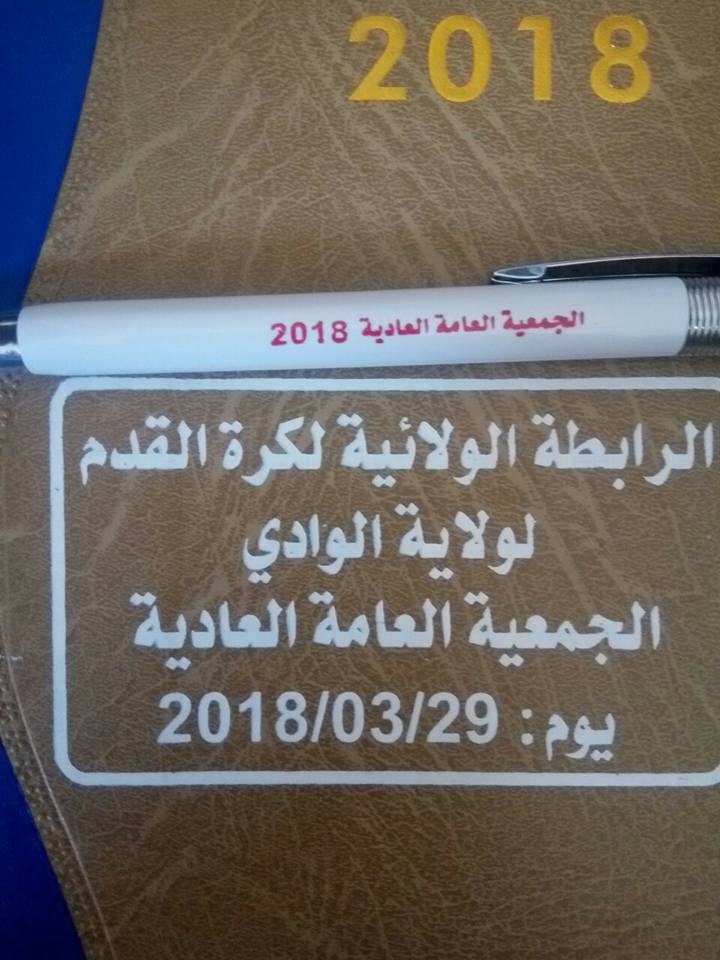 2018
الجمعية العامة العادية 2018
الرابطة الولائية لكرة القدم
لولاية الوادي
الجمعية العامة العادية
يوم: 2018/03/29